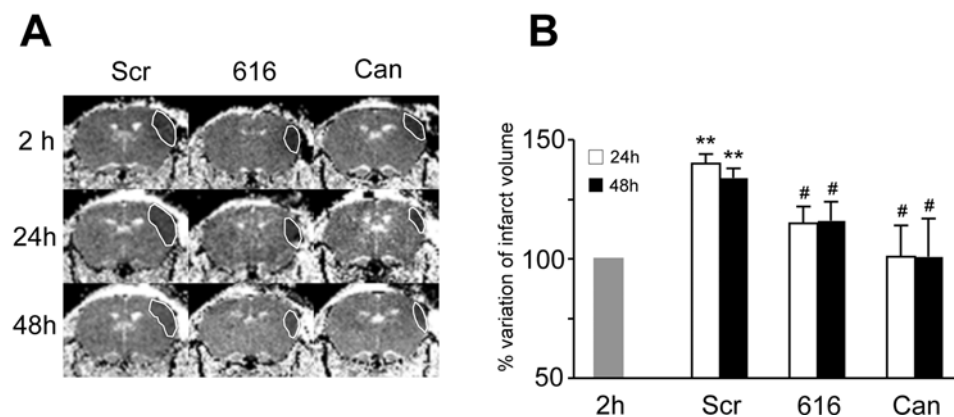 A
Scr 616 Can
2 h
24h
48h
B
% variation of infarct volume
150
100
50
24h
48h
** **
# #
# #
2h Scr 616 Can